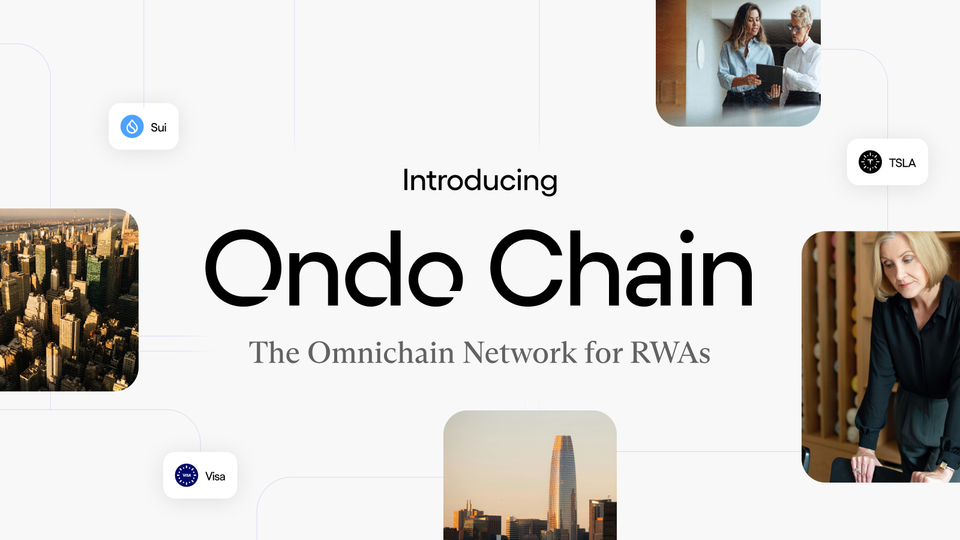 Sui
TSLA
Introducing
Ondo Chain
The Omnichain Network for RWAs
Visa